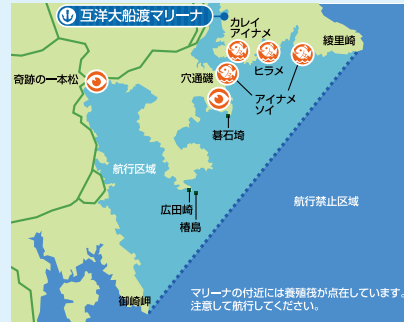 互洋大船渡マリーナ
カレイ
アイナメ
綾里崎
奇跡の一本松
穴通磯
ヒラメ
アイナメ
ソイ
碁石埼
航行区域
航行禁止区域
広田崎
椿島
御崎岬
マリーナの付近には養殖筏が点在しています。
注意して航行してください。